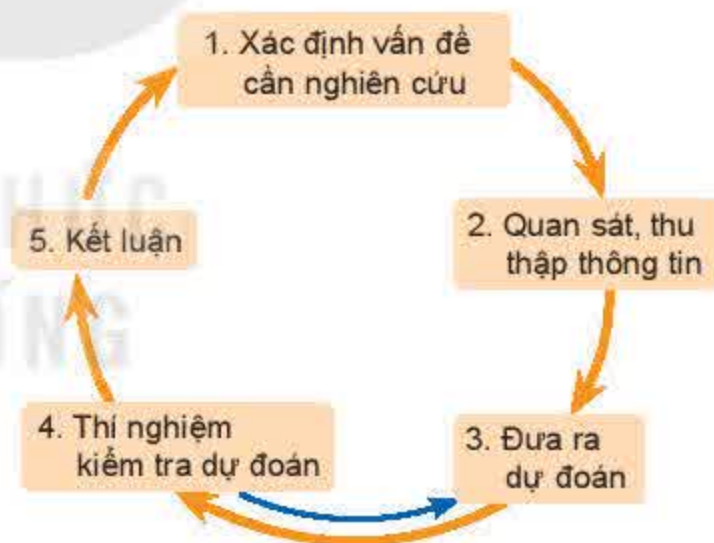 1. Xác định vấn đề
cần nghiên cứu
2. Quan sát, thu
thập thông tin
3. Đưa ra
dự đoán
4. Thí nghiệm
kiểm tra dự đoán
5. Kết luận